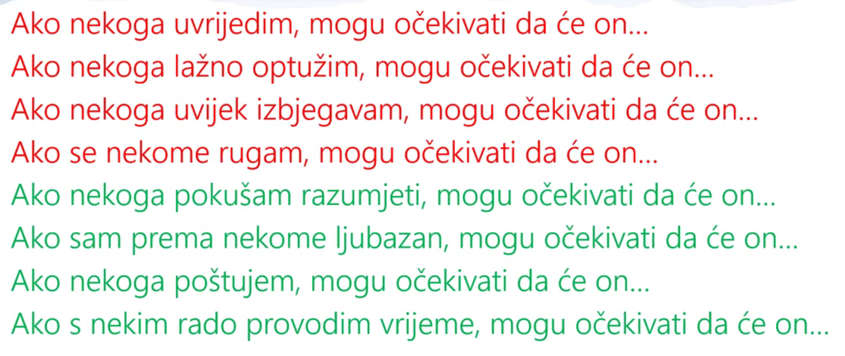 Ako nekoga uvrijedim, mogu očekivati da će on...
Ako nekoga lažno optužim, mogu očekivati da će on...
Ako nekoga uvijek izbjegavam, mogu očekivati da će on...
Ako se nekome rugam, mogu očekivati da će on...
Ako nekoga pokušam razumjeti, mogu očekivati da će on...
Ako sam prema nekome ljubazan, mogu očekivati da će on...
Ako nekoga poštujem, mogu očekivati da će on...
Ako s nekim rado provodim vrijeme, mogu očekivati da će on...